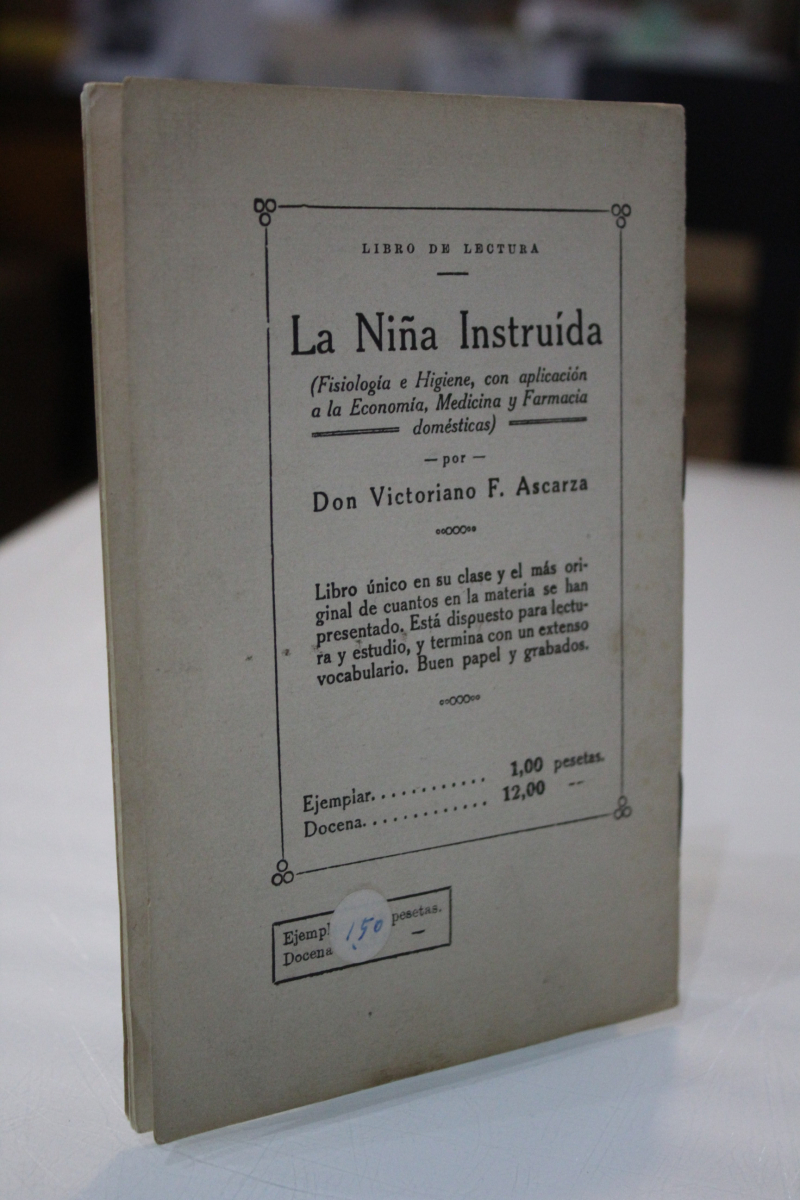 LIBRO DE LECTURA
La Niña Instruída
(Fisiología e Higiene, con aplicación
a la Economía, Medicina y Farmacia
domésticas)
— por —
Don Victoriano F. Ascarza
Libro único en su clase y el más ori-
ginal de cuantos en la materia se han
presentado. Está dispuesto para lectu-
ra y estudio, y termina con un extenso
vocabulario. Buen papel y grabados.
Ejemplar............ 1,00 pesetas.
Docena............. 12,00 —
Ejempl 1,50 pesetas.
Docena —